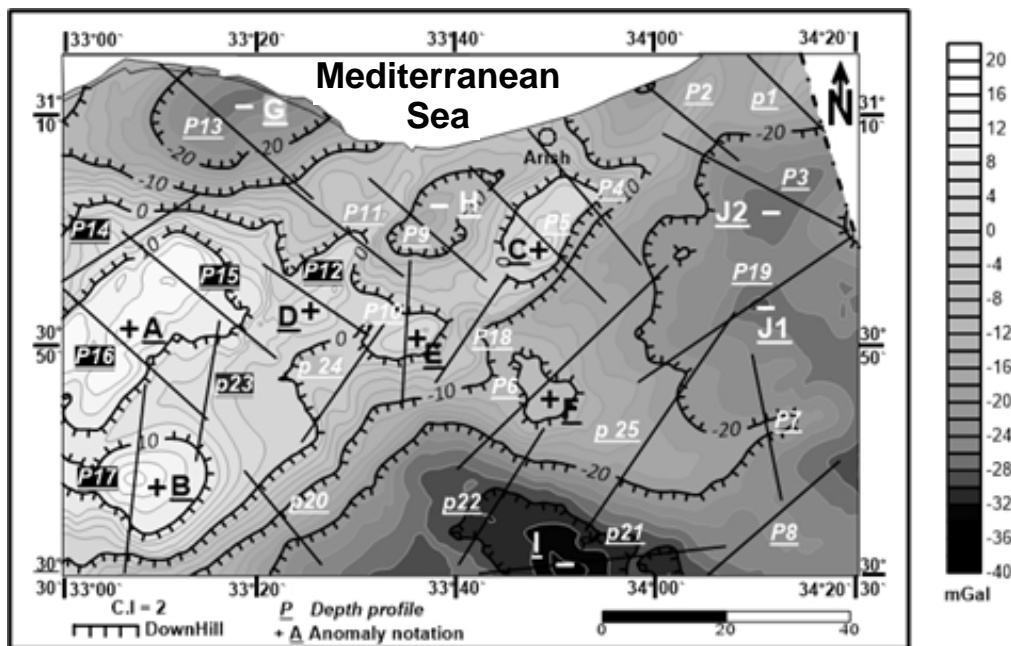 33°00' 33°20' 33°40' 34°00' 34°20'
Mediterranean
Sea
N
31°
10'
31°
10'
P2
p1
-20
G
P13
20
-20
-10
Arish
P4
P3
10
0
P14
P11
H
P9
P5
C +
J2
0
P15
P12
P19
D +
P10
J1
+ A
30°
50'
30°
50'
+ E
P18
0
P16
p 24
p23
P6
+ F
-10
p 25
-20
P7
10
P17
+ B
-20
p20
p22
p21
P8
I
30°
30'
30°
30'
33°00' 33°20' 33°40' 34°00' 34°20'
C.I = 2
DownHill
P Depth profile
+ A Anomaly notation
0 20 40
20
16
12
8
4
0
-4
-8
-12
-16
-20
-24
-28
-32
-36
-40
mGal